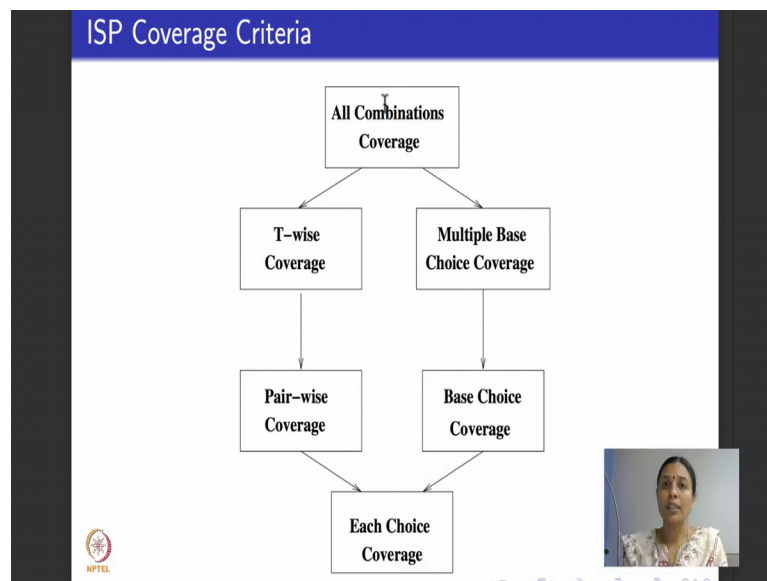 ISP Coverage Criteria
All Combinations
Coverage
T–wise
Coverage
Multiple Base
Choice Coverage
Pair–wise
Coverage
Base Choice
Coverage
Each Choice
Coverage
NPTEL